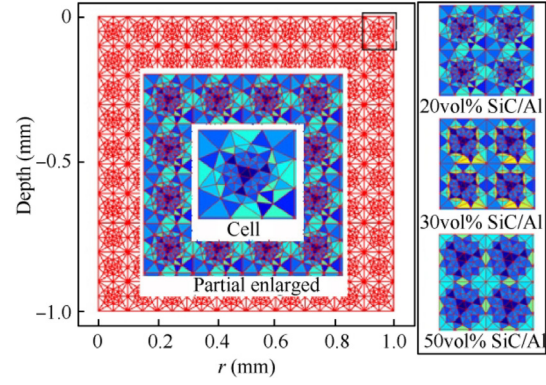 0
20vol% SiC/Al
Depth (mm)
−0.5
Cell
30vol% SiC/Al
Partial enlarged
−1.0
50vol% SiC/Al
0 0.2 0.4 0.6 0.8 1.0
r (mm)